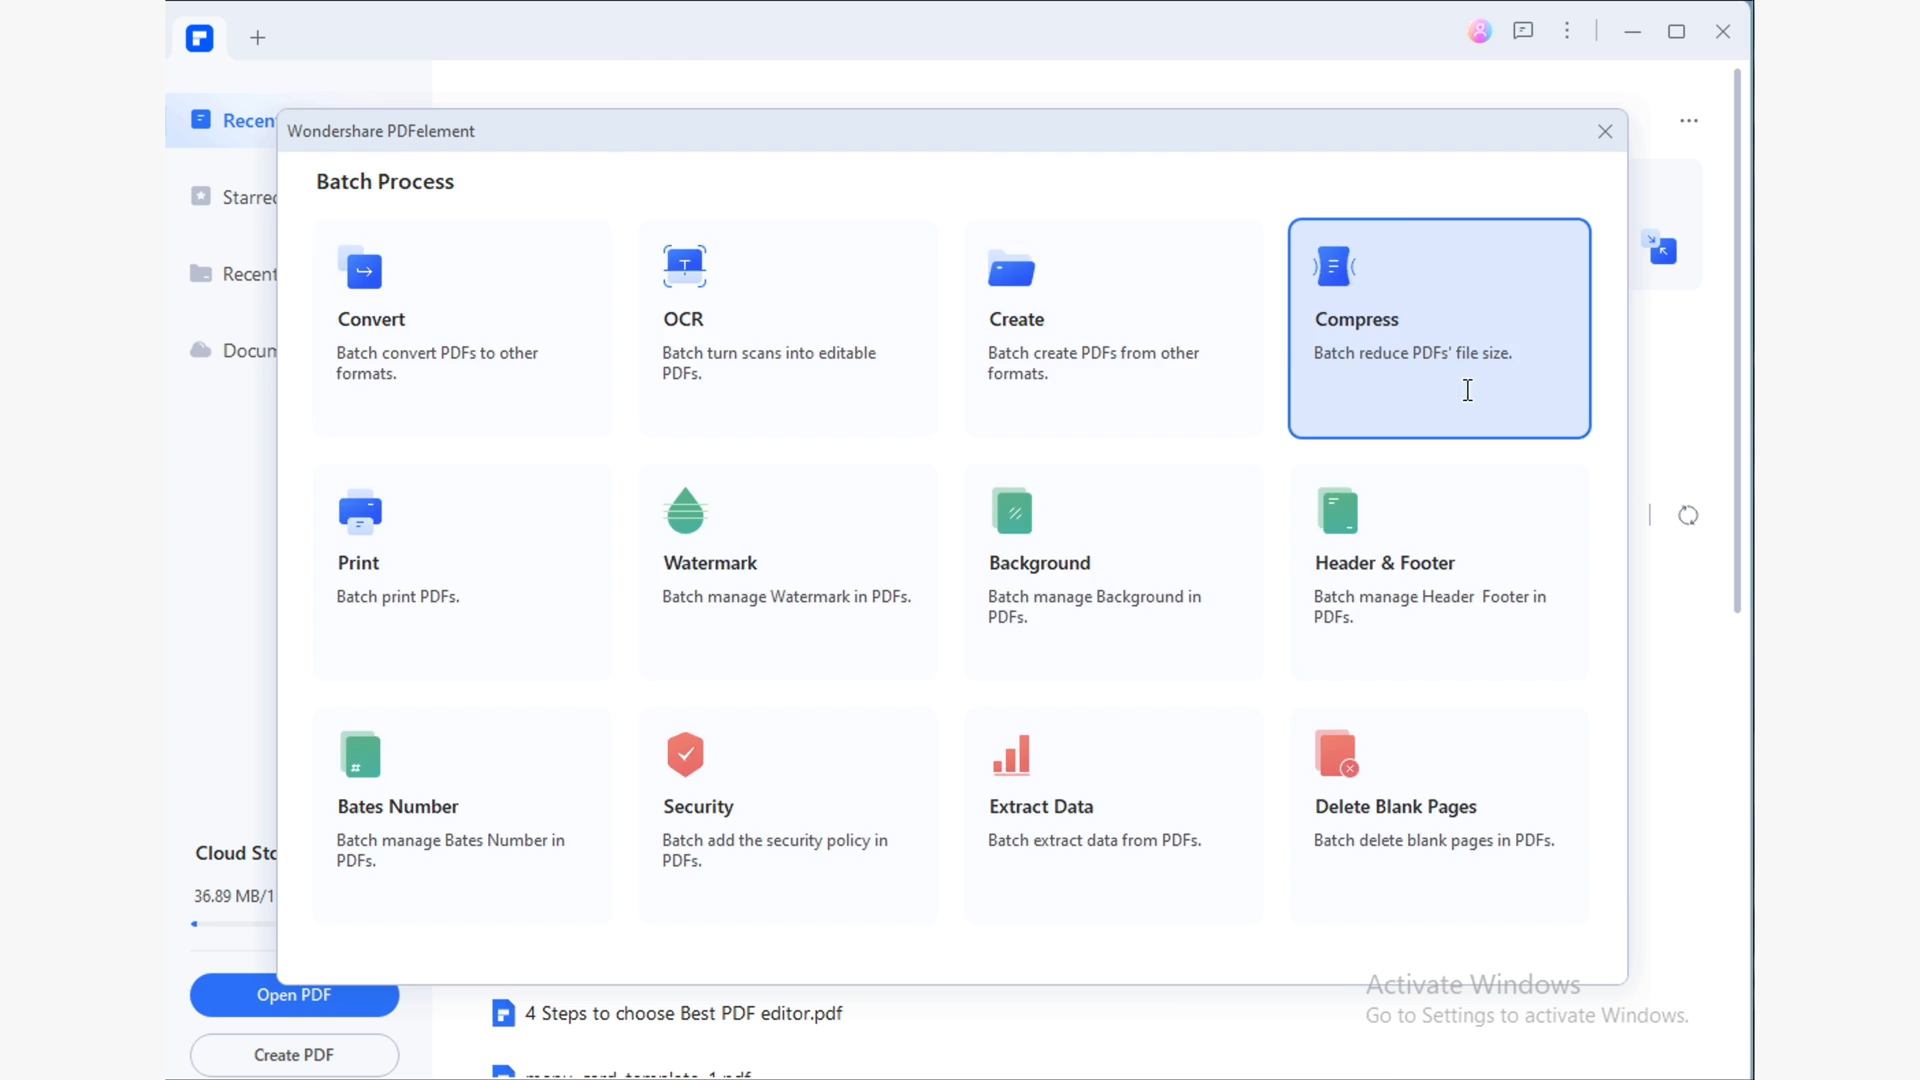 Recen
Wondershare PDFelement
Batch Process
Starred
Recent
Docum
Convert
Batch convert PDFs to other
formats.
OCR
Batch turn scans into editable
PDFs.
Create
Batch create PDFs from other
formats.
Compress
Batch reduce PDFs' file size.
Print
Batch print PDFs.
Watermark
Batch manage Watermark in PDFs.
Background
Batch manage Background in
PDFs.
Header & Footer
Batch manage Header Footer in
PDFs.
Bates Number
Batch manage Bates Number in
PDFs.
Security
Batch add the security policy in
PDFs.
Extract Data
Batch extract data from PDFs.
Delete Blank Pages
Batch delete blank pages in PDFs.
Cloud Sto
36.89 MB/1
Open PDF
Create PDF
4 Steps to choose Best PDF editor.pdf
Activate Windows
Go to Settings to activate Windows.